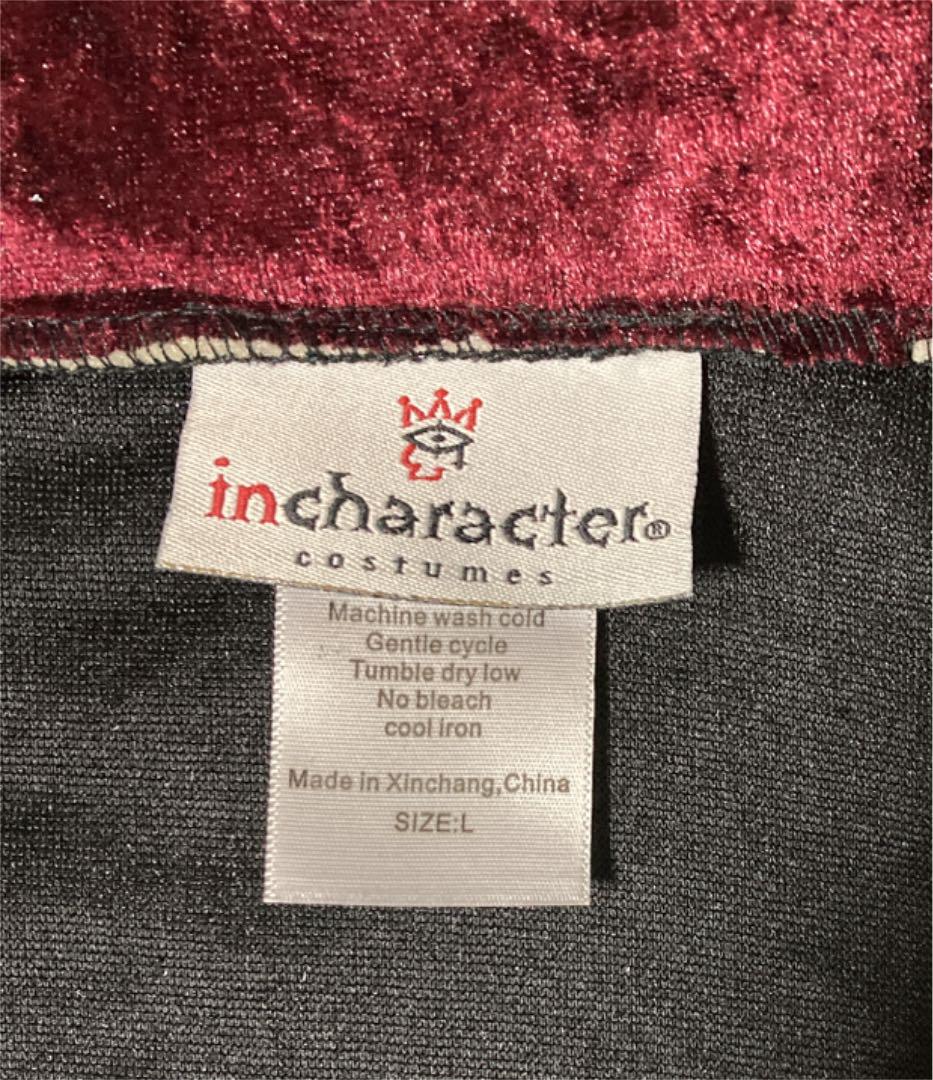 incharacter®
costumes
Machine wash cold
Gentle cycle
Tumble dry low
No bleach
cool iron
Made in Xinchang,China
SIZE:L